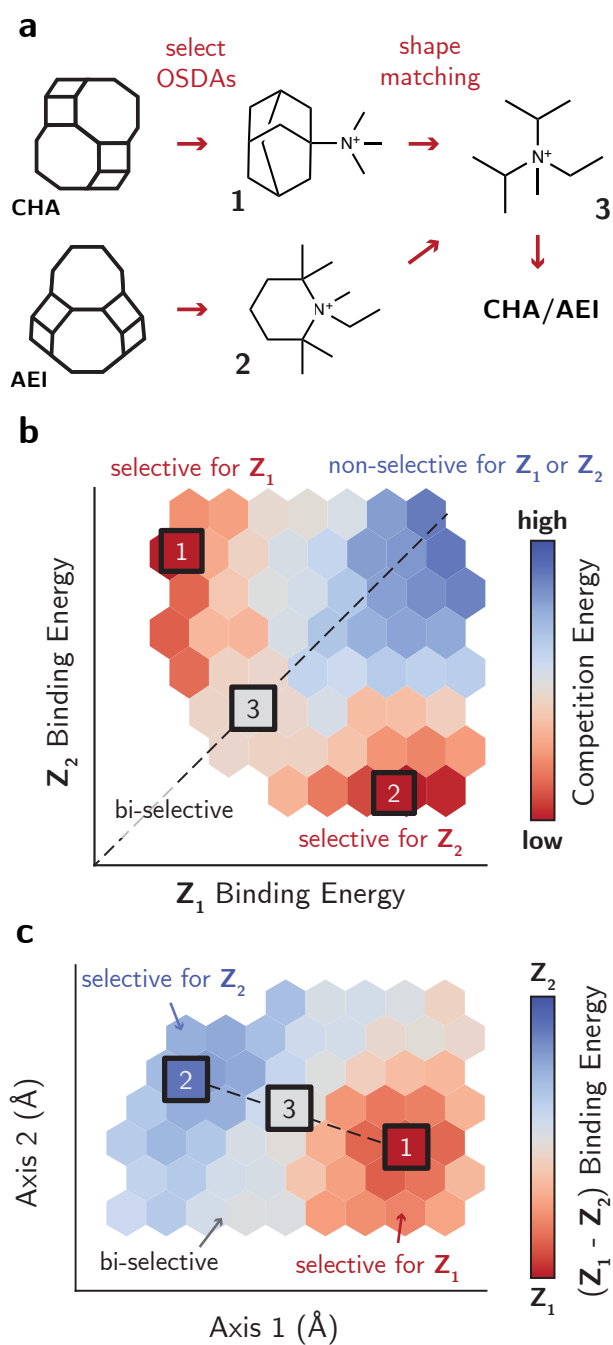 a
select
OSDAs
shape
matching
N⁺
N⁺
CHA
1
3
N⁺
AEI
2
CHA/AEI
b
selective for Z₁
non-selective for Z₁ or Z₂
high
1
3
2
bi-selective
selective for Z₂
low
Z₂ Binding Energy
Z₁ Binding Energy
Competition Energy
c
selective for Z₂
Z₂
2
3
1
bi-selective
selective for Z₁
Z₁
Axis 2 (Å)
Axis 1 (Å)
(Z₁ - Z₂) Binding Energy